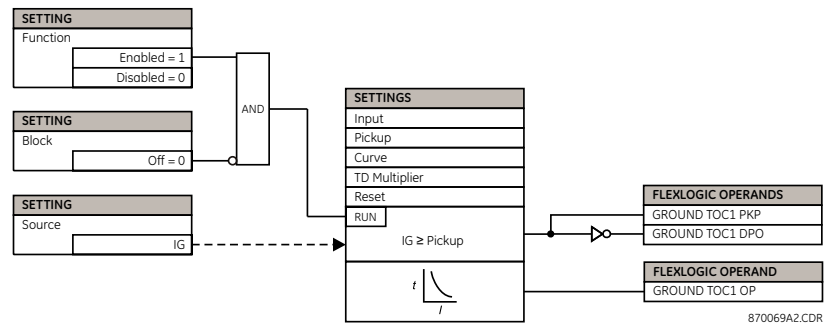 SETTING
Function
Enabled = 1
Disabled = 0
SETTING
Block
Off = 0
SETTING
Source
IG
AND
SETTINGS
Input
Pickup
Curve
TD Multiplier
Reset
RUN
IG ≥ Pickup
t
I
FLEXLOGIC OPERANDS
GROUND TOC1 PKP
GROUND TOC1 DPO
FLEXLOGIC OPERAND
GROUND TOC1 OP
870069A2.CDR